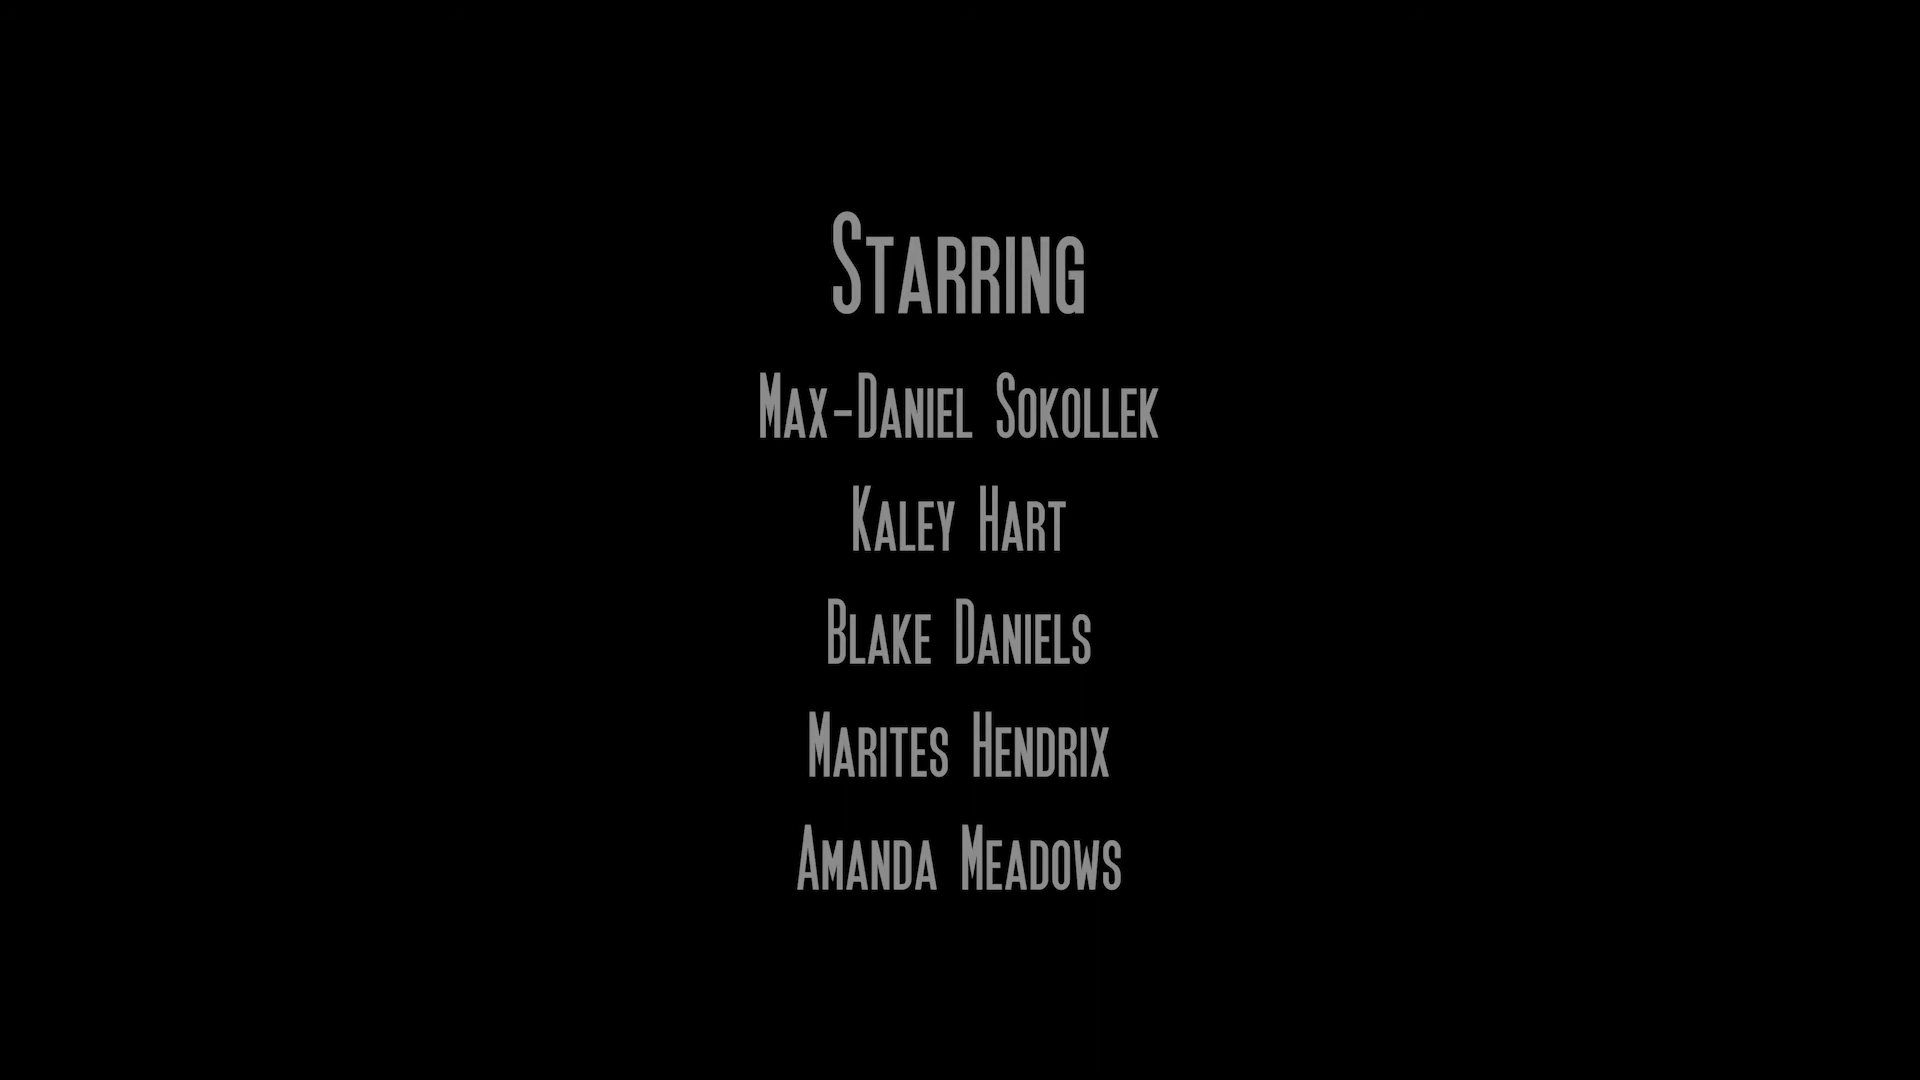 Starring
Max-Daniel Sokollek
Kaley Hart
Blake Daniels
Marites Hendrix
Amanda Meadows